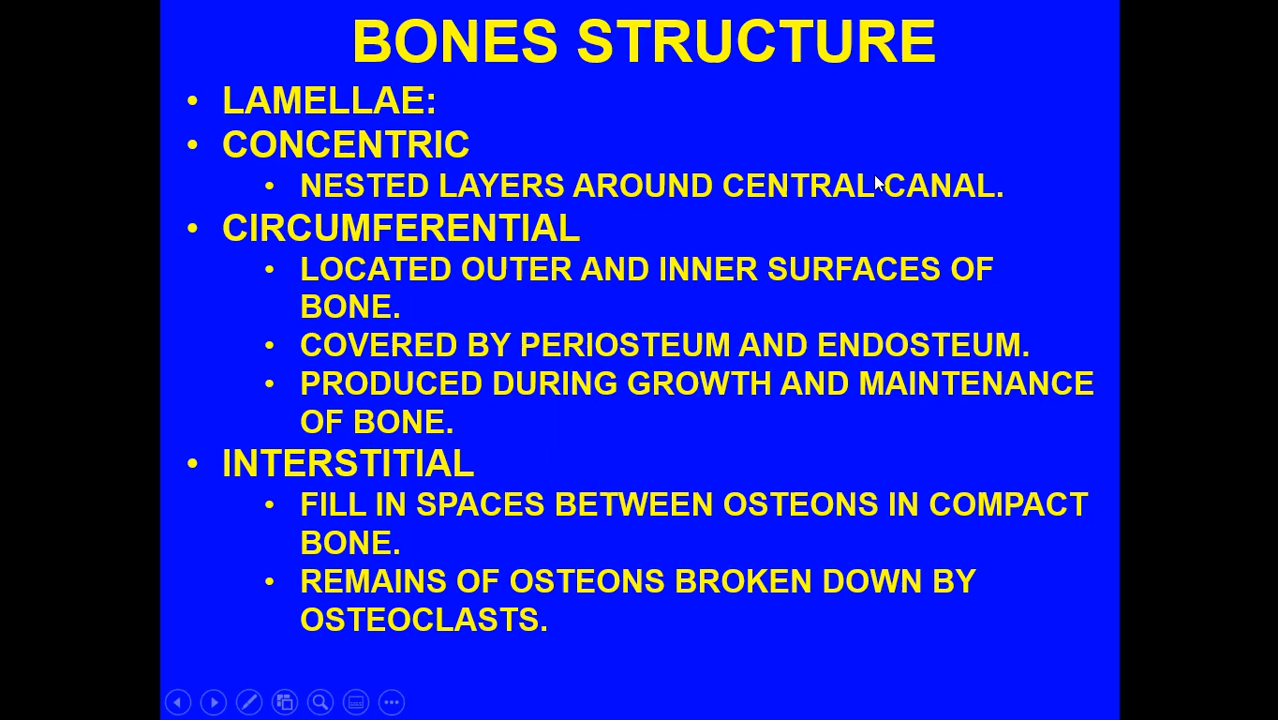 BONES STRUCTURE
• LAMELLAE:
• CONCENTRIC
• NESTED LAYERS AROUND CENTRAL CANAL.
• CIRCUMFERENTIAL
• LOCATED OUTER AND INNER SURFACES OF
BONE.
• COVERED BY PERIOSTEUM AND ENDOSTEUM.
• PRODUCED DURING GROWTH AND MAINTENANCE
OF BONE.
• INTERSTITIAL
• FILL IN SPACES BETWEEN OSTEONS IN COMPACT
BONE.
• REMAINS OF OSTEONS BROKEN DOWN BY
OSTEOCLASTS.